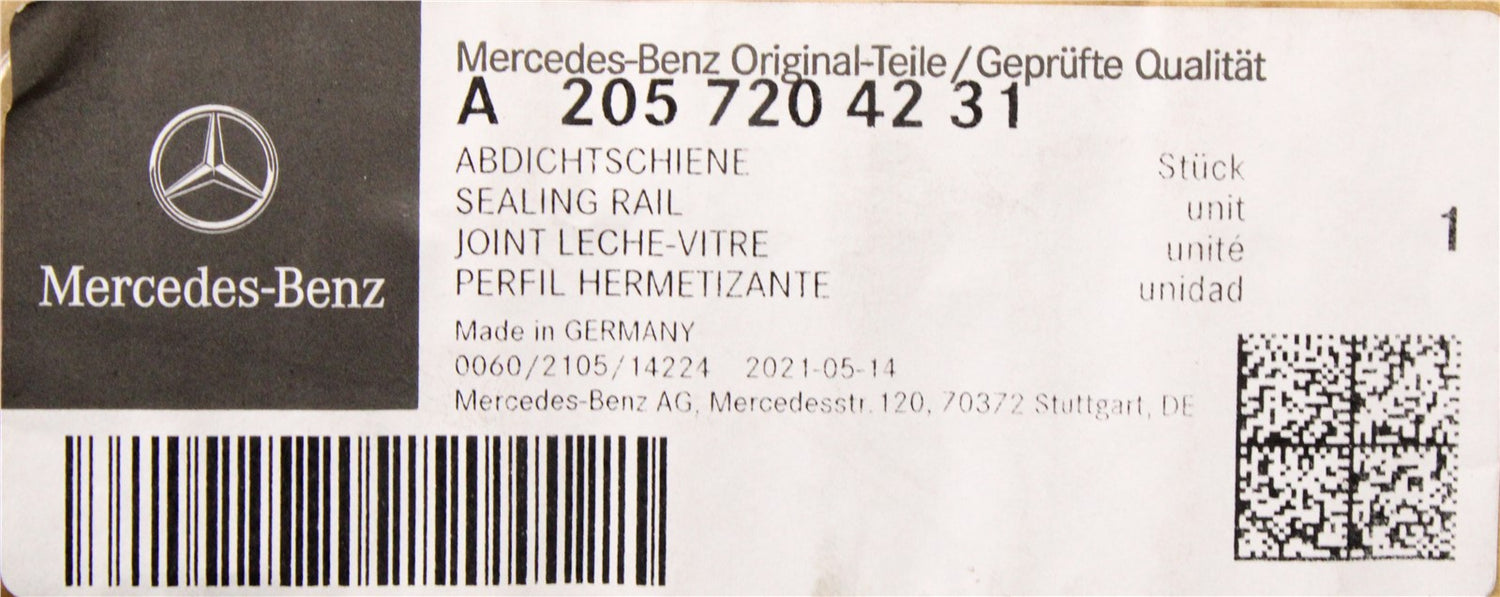 Mercedes-Benz
Mercedes-Benz Original-Teile/Geprüfte Qualität
A 205 720 42 31
ABDICHTSCHIENE Stück
SEALING RAIL unit
JOINT LECHE-VITRE unité
PERFIL HERMETIZANTE unidad
1
Made in GERMANY
0060/2105/14224 2021-05-14
Mercedes-Benz AG, Mercedesstr. 120, 70372 Stuttgart, DE